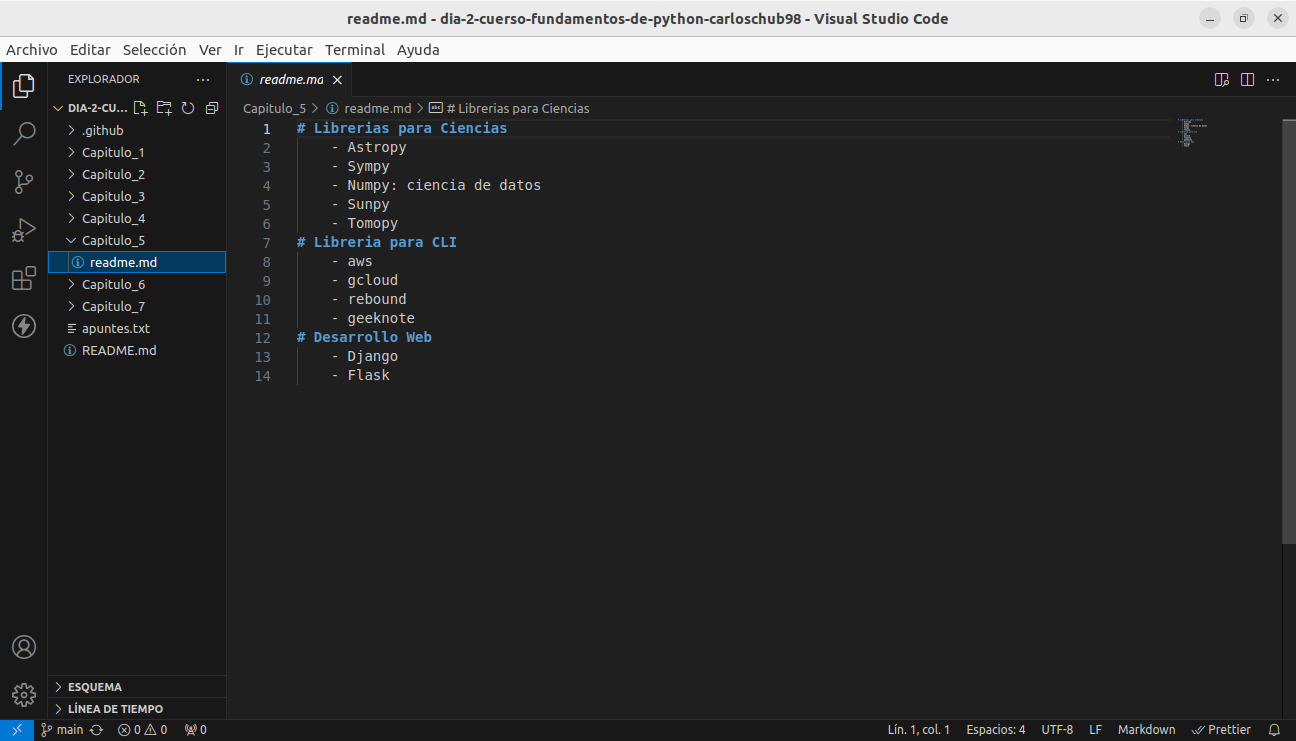 readme.md - dia-2-cuerso-fundamentos-de-python-carloschub98 - Visual Studio Code
Archivo Editar Selección Ver Ir Ejecutar Terminal Ayuda
EXPLORADOR
DIA-2-CU...
.github
Capitulo_1
Capitulo_2
Capitulo_3
Capitulo_4
Capitulo_5
readme.md
Capitulo_6
Capitulo_7
apuntes.txt
README.md
ESQUEMA
LÍNEA DE TIEMPO
readme.md
Capitulo_5 > readme.md > # Librerias para Ciencias
1 # Librerias para Ciencias
2 - Astropy
3 - Sympy
4 - Numpy: ciencia de datos
5 - Sunpy
6 - Tomopy
7 # Libreria para CLI
8 - aws
9 - gcloud
10 - rebound
11 - geeknote
12 # Desarrollo Web
13 - Django
14 - Flask
main 0 0 0 Lín. 1, col. 1 Espacios: 4 UTF-8 LF Markdown Prettier